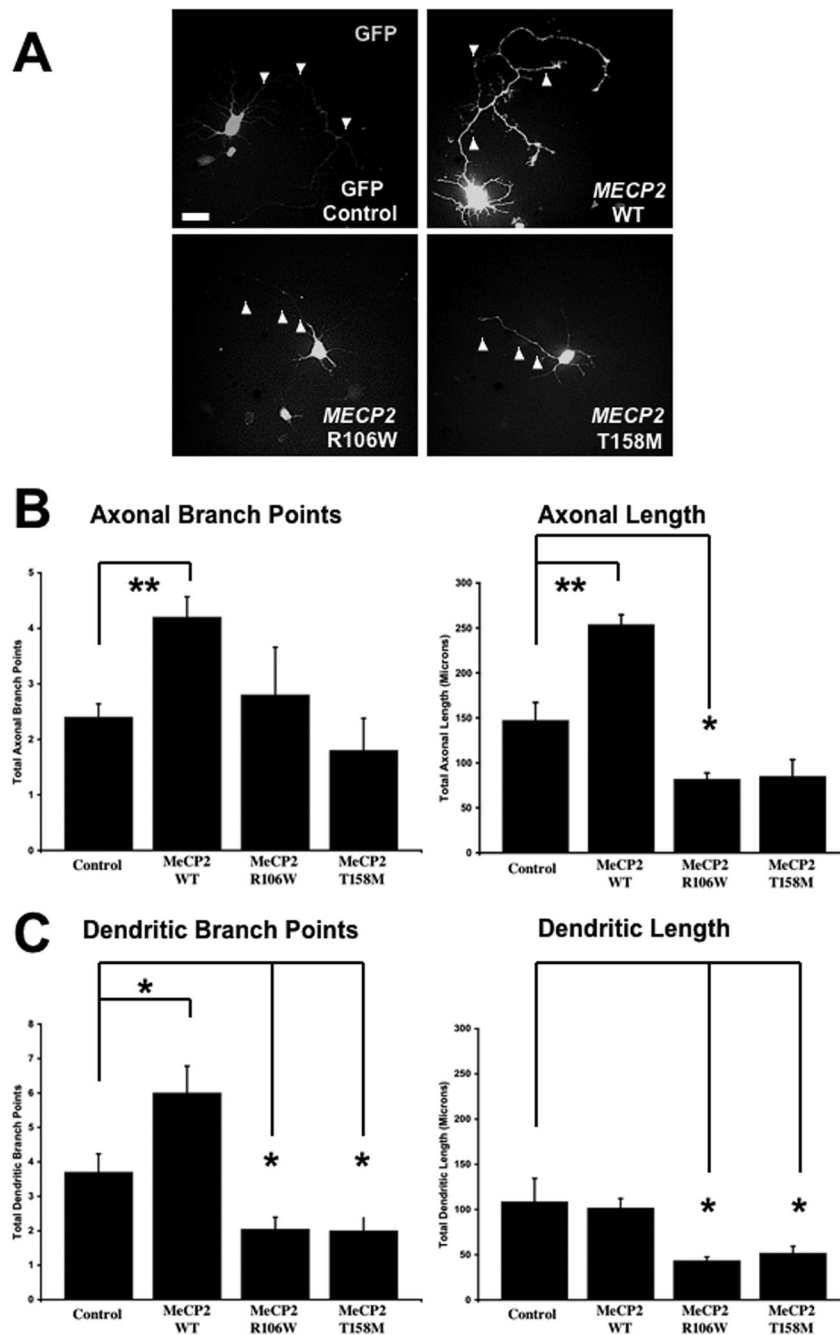 A
GFP
GFP
Control
MECP2
WT
MECP2
R106W
MECP2
T158M
B
Axonal Branch Points
**
Total Axonal Branch Points
5
4
3
2
1
0
Control
MeCP2
WT
MeCP2
R106W
MeCP2
T158M
Axonal Length
**
*
Total Axonal Length (Microns)
300
250
200
150
100
50
0
Control
MeCP2
WT
MeCP2
R106W
MeCP2
T158M
C
Dendritic Branch Points
*
*
*
Total Dendritic Branch Points
8
7
6
5
4
3
2
1
0
Control
MeCP2
WT
MeCP2
R106W
MeCP2
T158M
Dendritic Length
*
*
Total Dendritic Length (Microns)
300
250
200
150
100
50
0
Control
MeCP2
WT
MeCP2
R106W
MeCP2
T158M